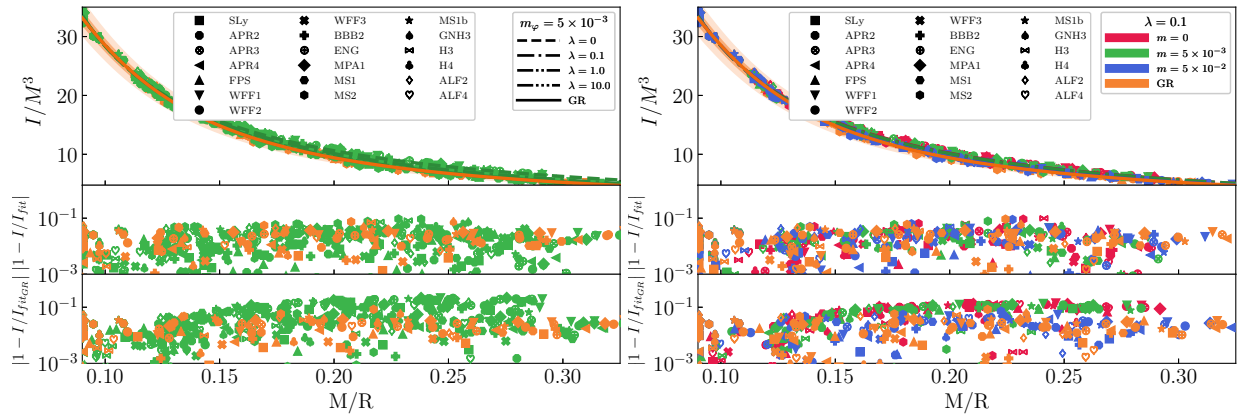 30
20
10
I/M³
SLy
APR2
APR3
APR4
FPS
WFF1
WFF2
WFF3
BBB2
ENG
MPA1
MS1
MS2
MS1b
GNH3
H3
H4
ALF2
ALF4
m_φ = 5 × 10⁻³
λ = 0
λ = 0.1
λ = 1.0
λ = 10.0
GR
10⁻¹
10⁻³
|1 − I/I_fit|
10⁻¹
10⁻³
|1 − I/I_fit_GR|
0.10 0.15 0.20 0.25 0.30
M/R
30
20
10
I/M³
SLy
APR2
APR3
APR4
FPS
WFF1
WFF2
WFF3
BBB2
ENG
MPA1
MS1
MS2
MS1b
GNH3
H3
H4
ALF2
ALF4
λ = 0.1
m = 0
m = 5 × 10⁻³
m = 5 × 10⁻²
GR
10⁻¹
10⁻³
|1 − I/I_fit|
10⁻¹
10⁻³
|1 − I/I_fit_GR|
0.10 0.15 0.20 0.25 0.30
M/R